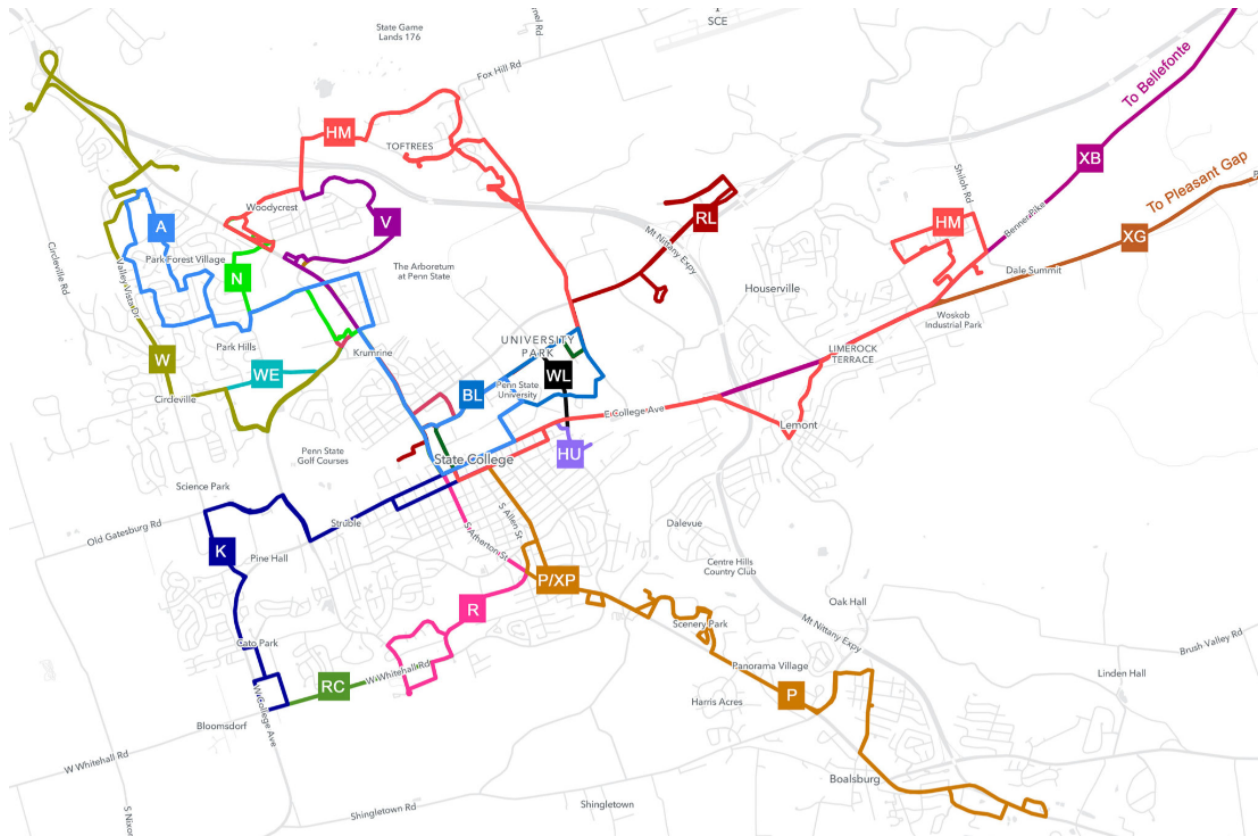 SCE
State Game
Lands 176
Fox Hill Rd
To Bellefonte
HM
TOFTREES
XB
To Pleasant Gap
Shiloh Rd
Woodycrest
V
RL
HM
A
Benner Pike
XG
Circleville Rd
Park Forest Village
Mt Nittany Expy
Valley Vista Dr
N
The Arboretum
at Penn State
Dale Summit
Houserville
Woskob
Industrial Park
UNIVERSITY
PARK
Park Hills
Krumrine
LIMEROCK
TERRACE
W
WE
WL
Penn State
University
BL
Circleville
E College Ave
Lemont
Penn State
Golf Courses
State College
HU
Science Park
Old Gatesburg Rd
Struble
S Allen St
Dalevue
S Atherton St
K
Pine Hall
Centre Hills
Country Club
P/XP
Oak Hall
R
Scenery Park
Mt Nittany Expy
Cato Park
Brush Valley Rd
Panorama Village
W Whitehall Rd
Linden Hall
RC
P
Harris Acres
W College Ave
Bloomsdorf
W Whitehall Rd
Boalsburg
Shingletown Rd
Shingletown
S Nixon